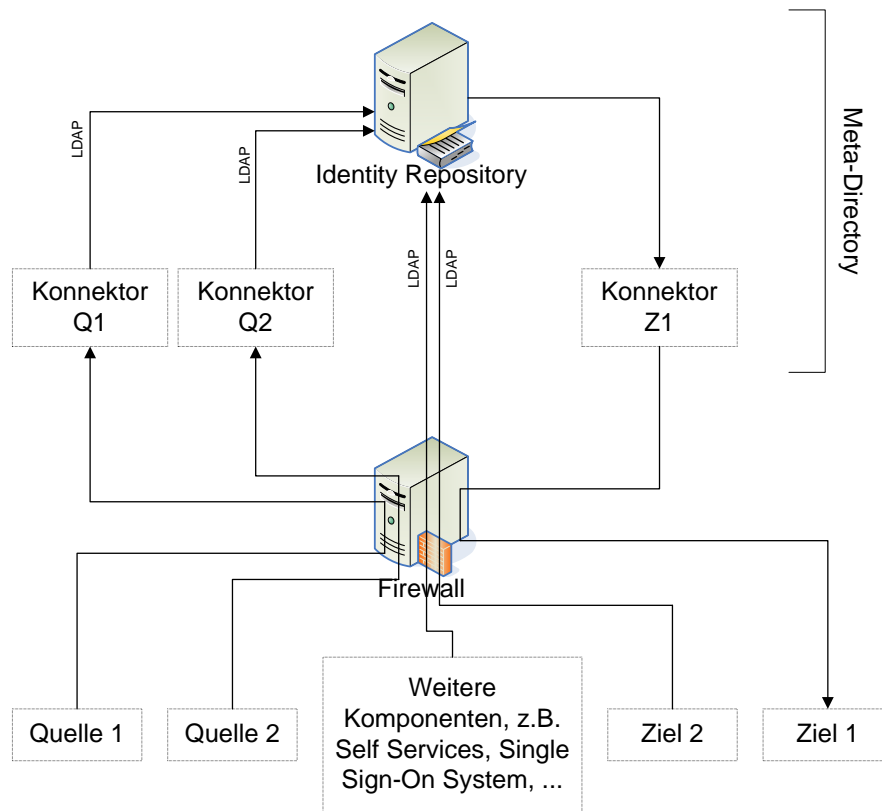 LDAP
LDAP
Identity Repository
Meta-Directory
LDAP
LDAP
Konnektor
Q1
Konnektor
Q2
Konnektor
Z1
Firewall
Quelle 1
Quelle 2
Weitere
Komponenten, z.B.
Self Services, Single
Sign-On System, ...
Ziel 2
Ziel 1